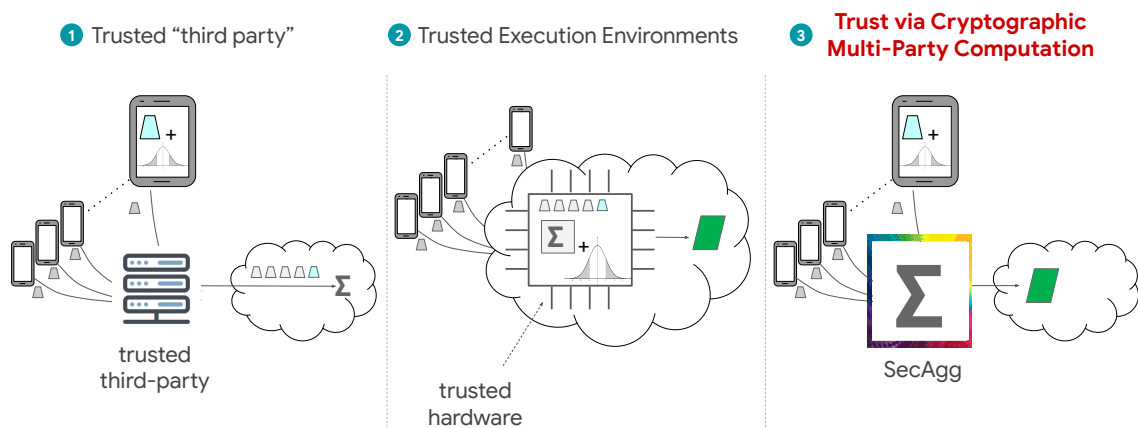 1 Trusted “third party”
2 Trusted Execution Environments
3 Trust via Cryptographic
Multi-Party Computation
+
Σ
trusted
third-party
Σ
+
trusted
hardware
+
Σ
SecAgg